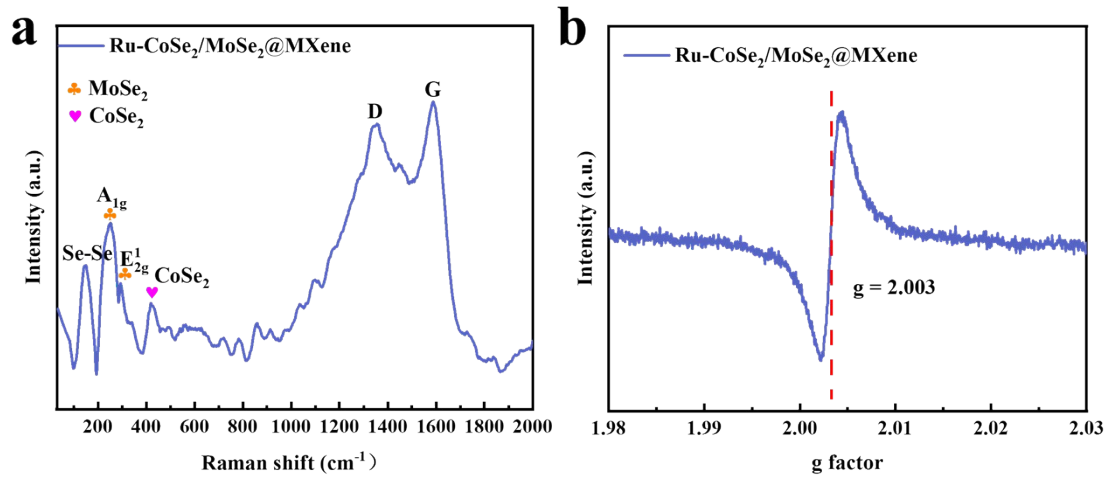 a
Ru-CoSe₂/MoSe₂@MXene
MoSe₂
CoSe₂
D
G
A₁g
Se-Se
E¹₂g
CoSe₂
Intensity (a.u.)
200 400 600 800 1000 1200 1400 1600 1800 2000
Raman shift (cm⁻¹）
b
Ru-CoSe₂/MoSe₂@MXene
g = 2.003
Intensity (a.u.)
1.98 1.99 2.00 2.01 2.02 2.03
g factor